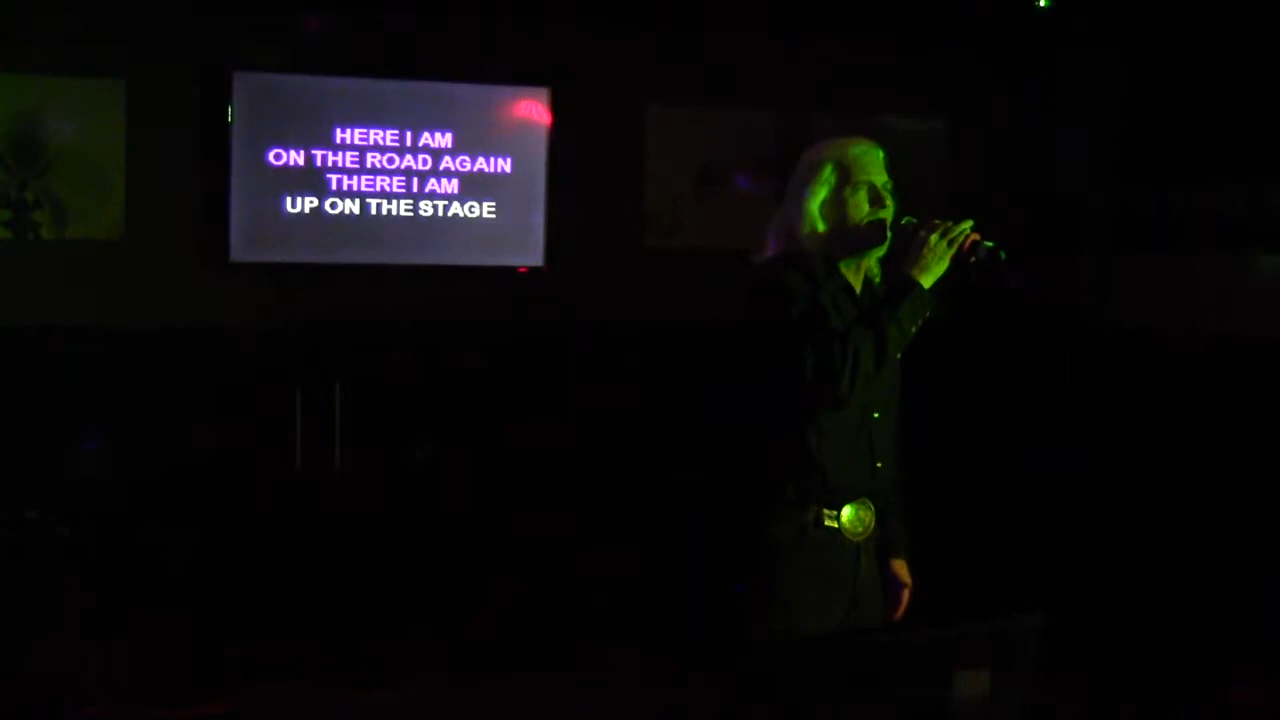 HERE I AM
ON THE ROAD AGAIN
THERE I AM
UP ON THE STAGE